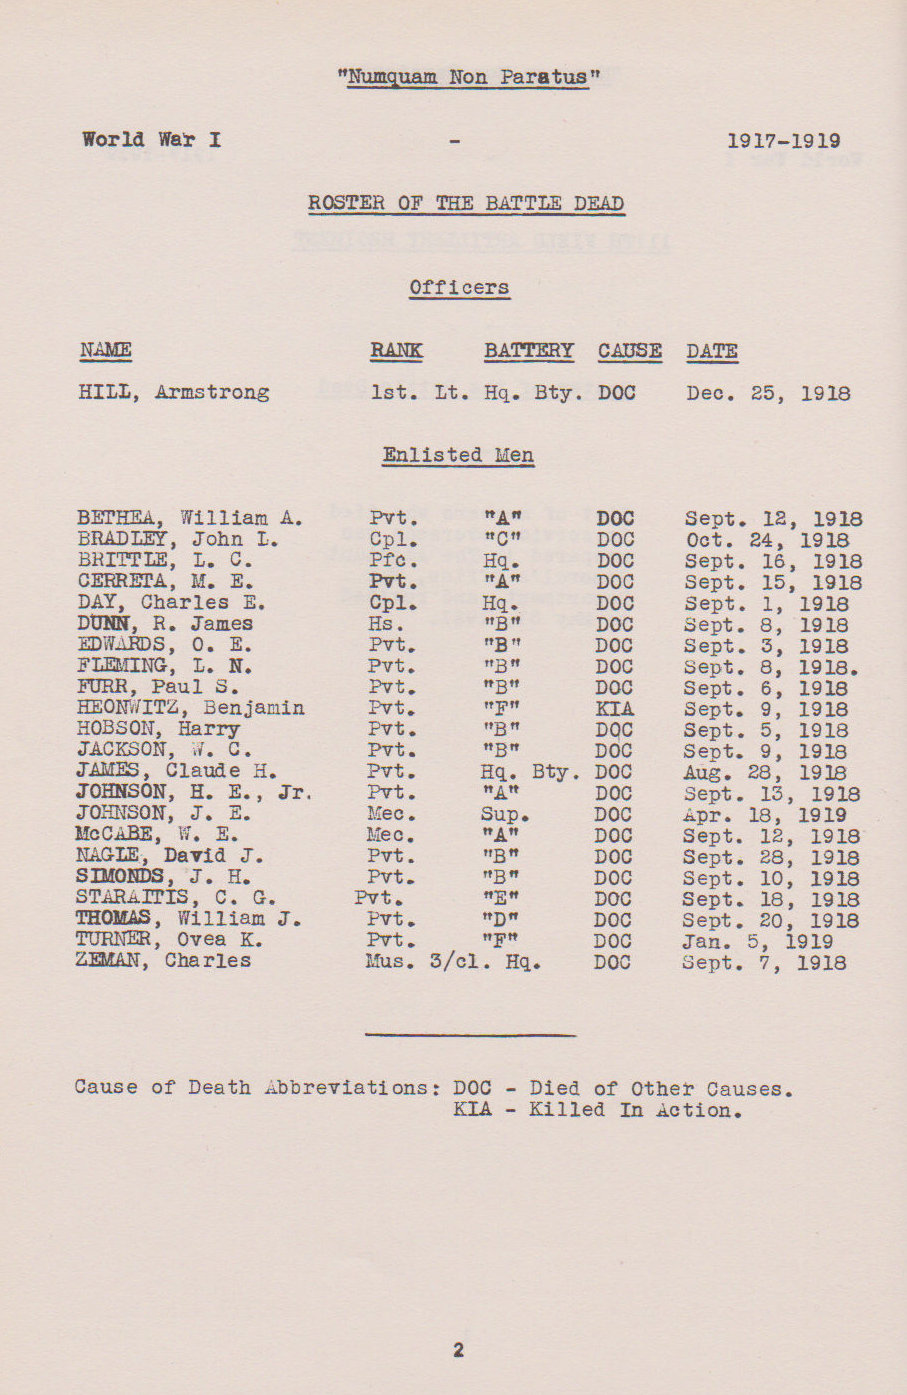 "Numquam Non Paratus"
World War I - 1917-1919
ROSTER OF THE BATTLE DEAD
Officers
NAME RANK BATTERY CAUSE DATE
HILL, Armstrong 1st. Lt. Hq. Bty. DOC Dec. 25, 1918
Enlisted Men
BETHEA, William A. Pvt. "A" DOC Sept. 12, 1918
BRADLEY, John L. Cpl. "C" DOC Oct. 24, 1918
BRITTLE, L. C. Pfc. Hq. DOC Sept. 16, 1918
CERRETA, M. E. Pvt. "A" DOC Sept. 15, 1918
DAY, Charles E. Cpl. Hq. DOC Sept. 1, 1918
DUNN, R. James Hs. "B" DOC Sept. 8, 1918
EDWARDS, O. E. Pvt. "B" DOC Sept. 3, 1918
FLEMING, L. N. Pvt. "B" DOC Sept. 8, 1918.
FURR, Paul S. Pvt. "B" DOC Sept. 6, 1918
HEONWITZ, Benjamin Pvt. "F" KIA Sept. 9, 1918
HOBSON, Harry Pvt. "B" DOC Sept. 5, 1918
JACKSON, W. C. Pvt. "B" DOC Sept. 9, 1918
JAMES, Claude H. Pvt. Hq. Bty. DOC Aug. 28, 1918
JOHNSON, H. E., Jr. Pvt. "A" DOC Sept. 13, 1918
JOHNSON, J. E. Mec. Sup. DOC Apr. 18, 1919
McCABE, W. E. Mec. "A" DOC Sept. 12, 1918
NAGLE, David J. Pvt. "B" DOC Sept. 28, 1918
SIMONDS, J. H. Pvt. "B" DOC Sept. 10, 1918
STARAITIS, C. G. Pvt. "E" DOC Sept. 18, 1918
THOMAS, William J. Pvt. "D" DOC Sept. 20, 1918
TURNER, Ovea K. Pvt. "F" DOC Jan. 5, 1919
ZEMAN, Charles Mus. 3/cl. Hq. DOC Sept. 7, 1918
Cause of Death Abbreviations: DOC - Died of Other Causes.
KIA - Killed In Action.
2